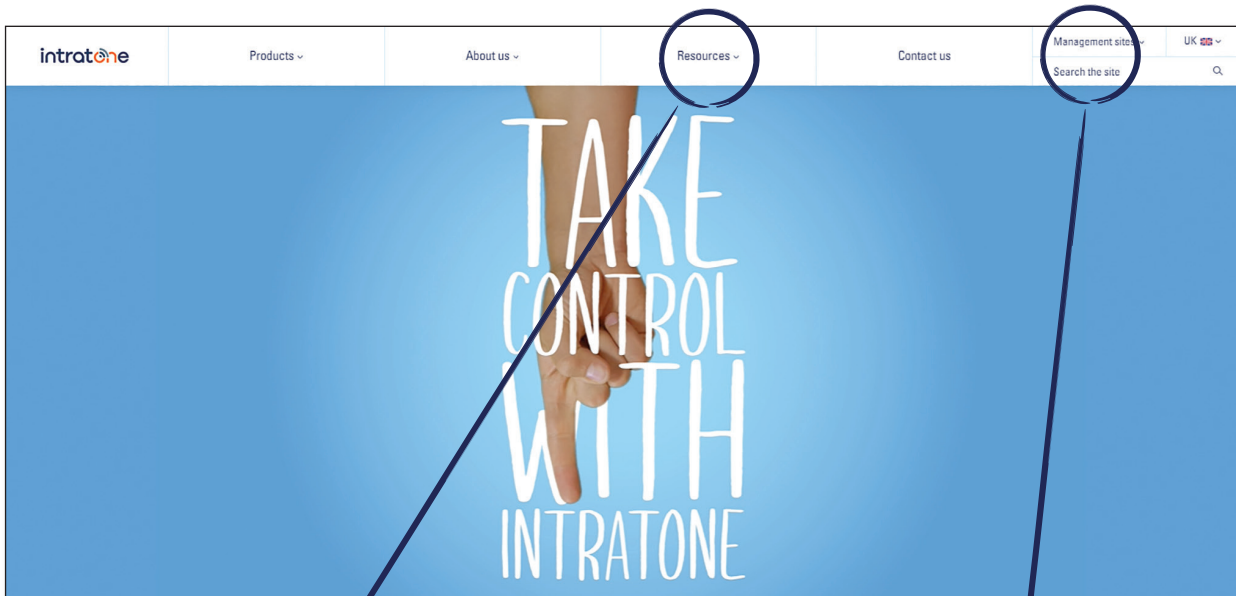 Management sites UK
intratone Products About us Resources Contact us
Search the site
TAKE
CONTROL
WITH
INTRATONE